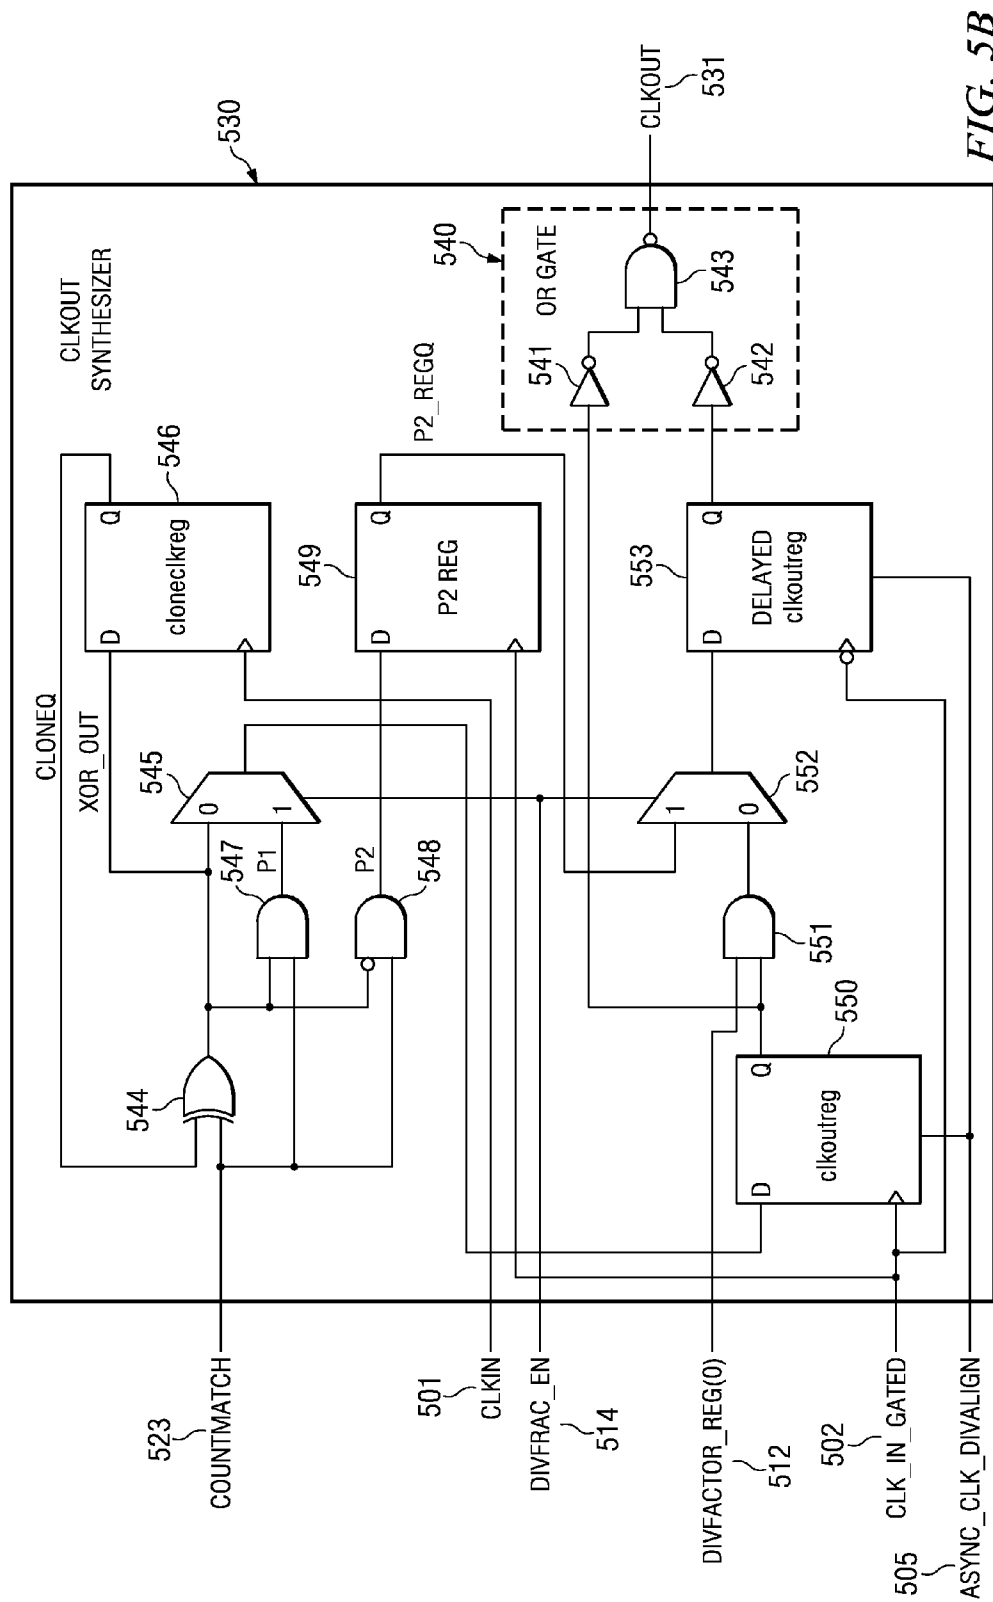 530
CLKOUT
SYNTHESIZER
CLONEQ
XOR_OUT
D
Q
cloneclkreg
546
544
545
0
1
547
P1
P2
548
549
D
Q
P2 REG
P2_REGQ
540
OR GATE
541
542
543
CLKOUT
531
553
D
Q
DELAYED
clkoutreg
1
0
552
551
550
D
Q
clkoutreg
523
COUNTMATCH
501
CLKIN
DIVFRAC_EN
514
DIVFACTOR_REG(0)
512
502
CLK_IN_GATED
505
ASYNC_CLK_DIVALIGN
FIG. 5B